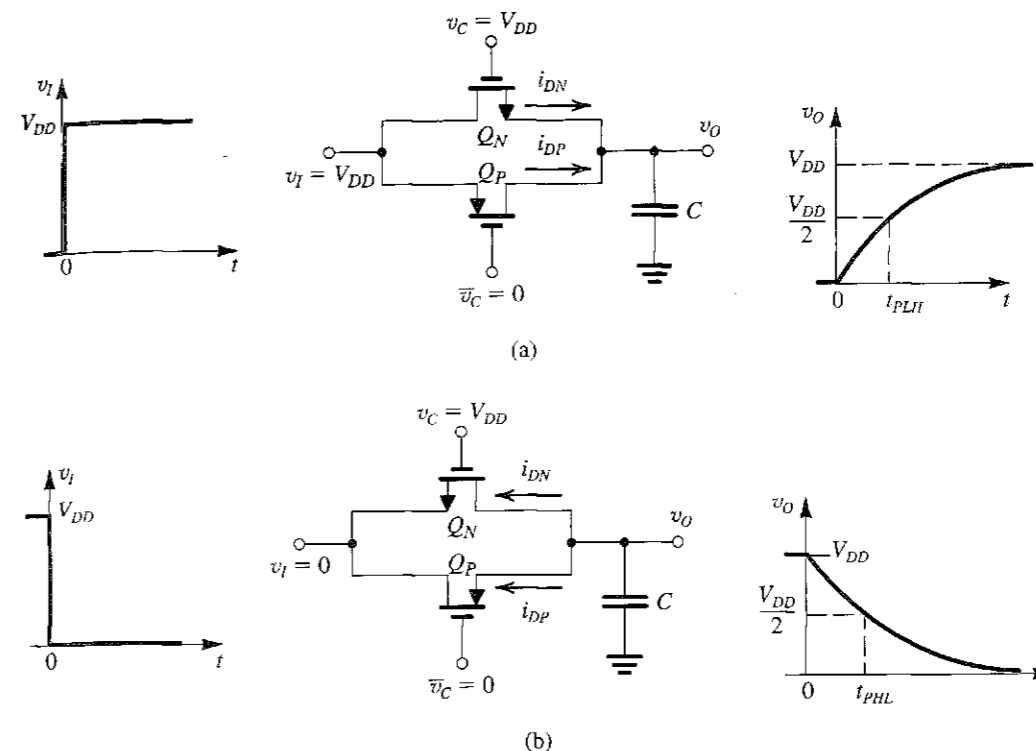 v_C = V_DD
v_I
V_DD
0
t
v_I = V_DD
Q_N
i_DN
Q_P
i_DP
v̄_C = 0
v_O
C
v_O
V_DD
V_DD/2
0
t_PLH
t
(a)
v_C = V_DD
v_I
V_DD
0
t
v_I = 0
Q_N
i_DN
Q_P
i_DP
v̄_C = 0
v_O
C
v_O
V_DD
V_DD/2
0
t_PHL
(b)